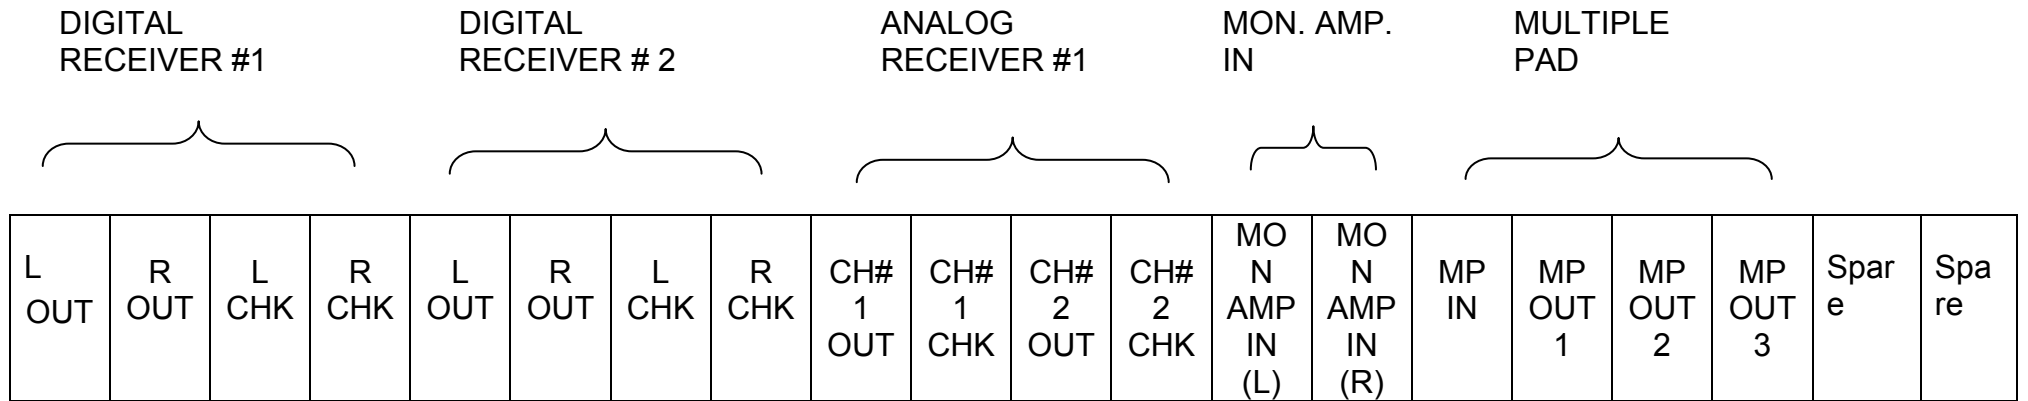 DIGITAL
RECEIVER #1
DIGITAL
RECEIVER # 2
ANALOG
RECEIVER #1
MON. AMP.
IN
MULTIPLE
PAD
L
OUT
R
OUT
L
CHK
R
CHK
L
OUT
R
OUT
L
CHK
R
CHK
CH#
1
OUT
CH#
1
CHK
CH#
2
OUT
CH#
2
CHK
MO
N
AMP
IN
(L)
MO
N
AMP
IN
(R)
MP
IN
MP
OUT
1
MP
OUT
2
MP
OUT
3
Spar
e
Spa
re